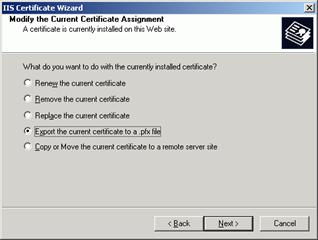 IIS Certificate Wizard
Modify the Current Certificate Assignment
A certificate is currently installed on this Web site.
What do you want to do with the currently installed certificate?
Renew the current certificate
Remove the current certificate
Replace the current certificate
Export the current certificate to a .pfx file
Copy or Move the current certificate to a remote server site
< Back
Next >
Cancel